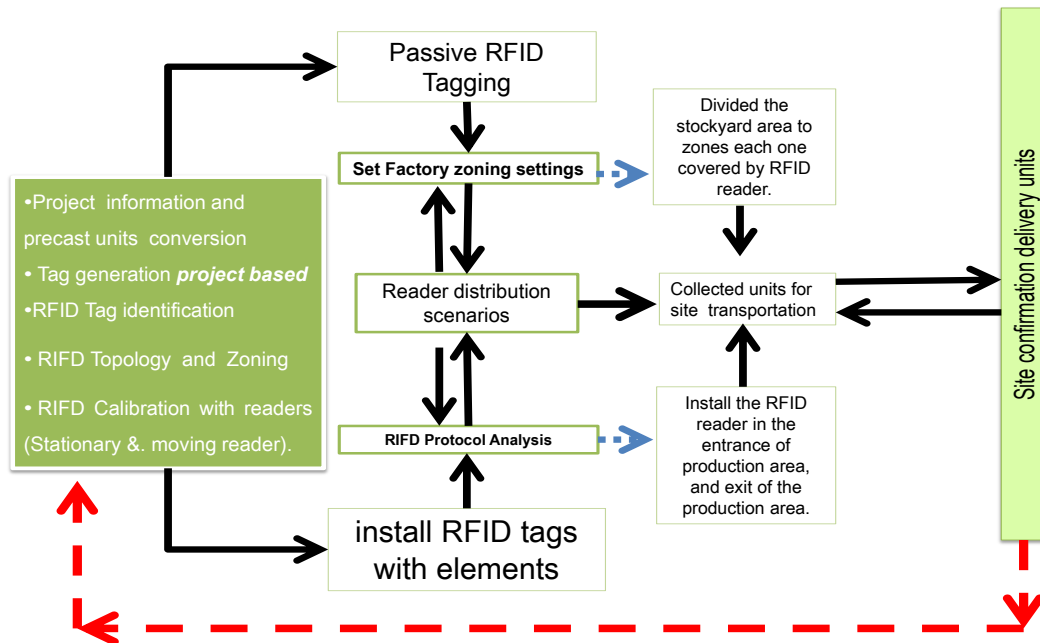 Passive RFID
Tagging
Set Factory zoning settings
Divided the
stockyard area to
zones each one
covered by RFID
reader.
•Project information and
precast units conversion
• Tag generation project based
•RFID Tag identification
• RIFD Topology and Zoning
• RIFD Calibration with readers
(Stationary &. moving reader).
Reader distribution
scenarios
Collected units for
site transportation
RIFD Protocol Analysis
Install the RFID
reader in the
entrance of
production area,
and exit of the
production area.
install RFID tags
with elements
Site confirmation delivery units